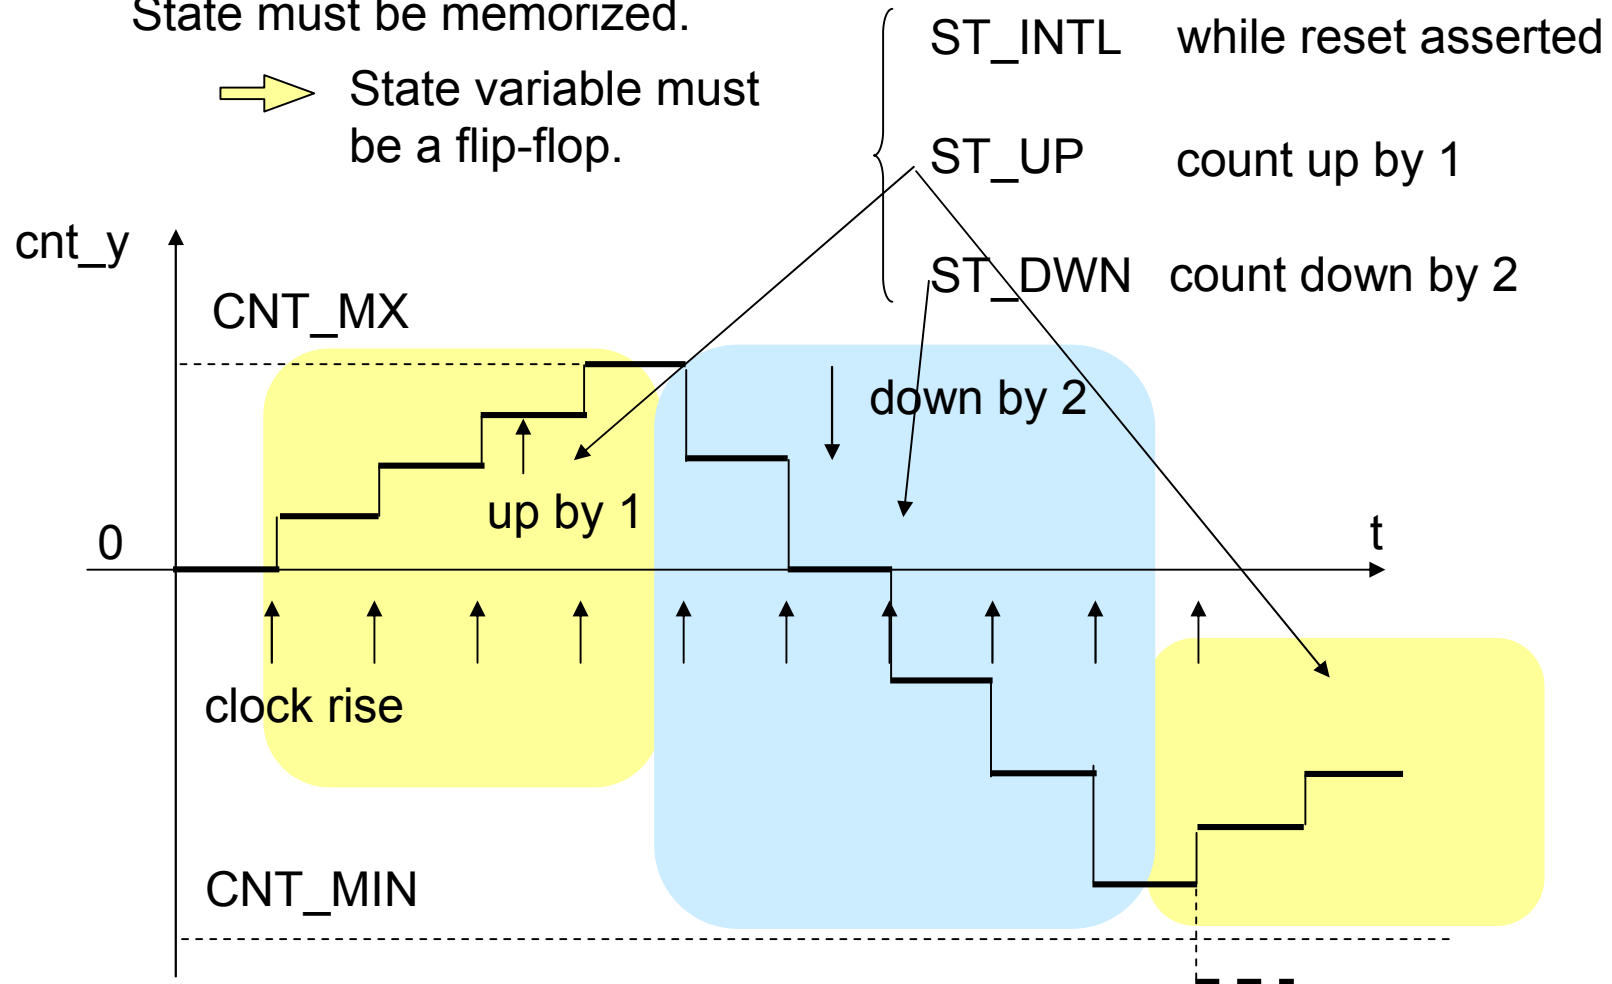 State must be memorized.
State variable must
be a flip-flop.
ST_INTL while reset asserted
ST_UP count up by 1
ST_DWN count down by 2
cnt_y
CNT_MX
down by 2
up by 1
0
t
clock rise
CNT_MIN